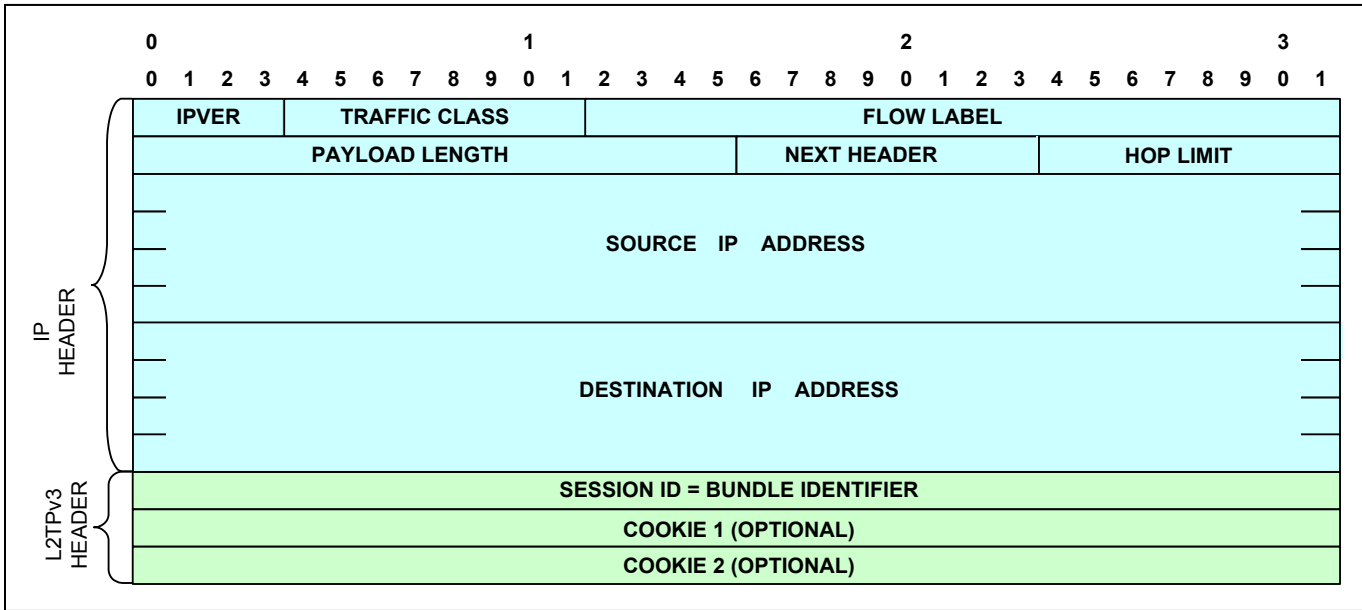 0 1 2 3
0 1 2 3 4 5 6 7 8 9 0 1 2 3 4 5 6 7 8 9 0 1 2 3 4 5 6 7 8 9 0 1
IPVER TRAFFIC CLASS FLOW LABEL
PAYLOAD LENGTH NEXT HEADER HOP LIMIT
SOURCE IP ADDRESS
IP
HEADER
DESTINATION IP ADDRESS
L2TPv3
HEADER
SESSION ID = BUNDLE IDENTIFIER
COOKIE 1 (OPTIONAL)
COOKIE 2 (OPTIONAL)